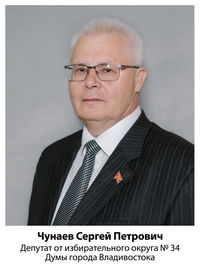 Чунаев Сергей Петрович
Депутат от избирательного округа № 34
Думы города Владивостока